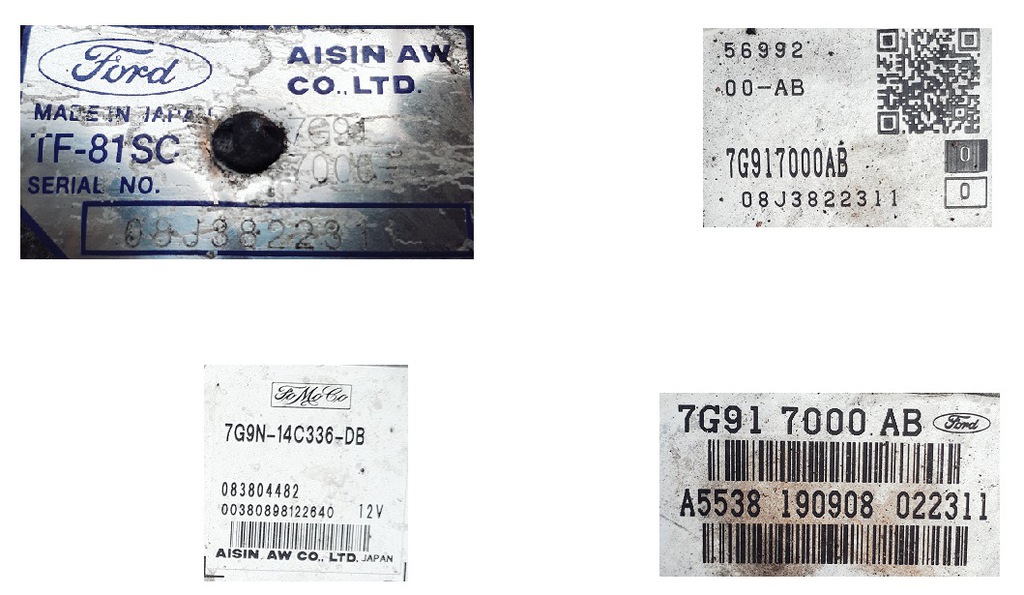 Ford
AISIN AW
CO., LTD.
MADE IN JAPAN
7G91
TF-81SC
7000
SERIAL NO.
08J382231
56992
00-AB
7G917000AB
0
08J3822311
0
FoMoCo
7G9N-14C336-DB
083804482
00380898122640 12V
AISIN AW CO., LTD. JAPAN
7G91 7000 AB Ford
A5538 190908 022311